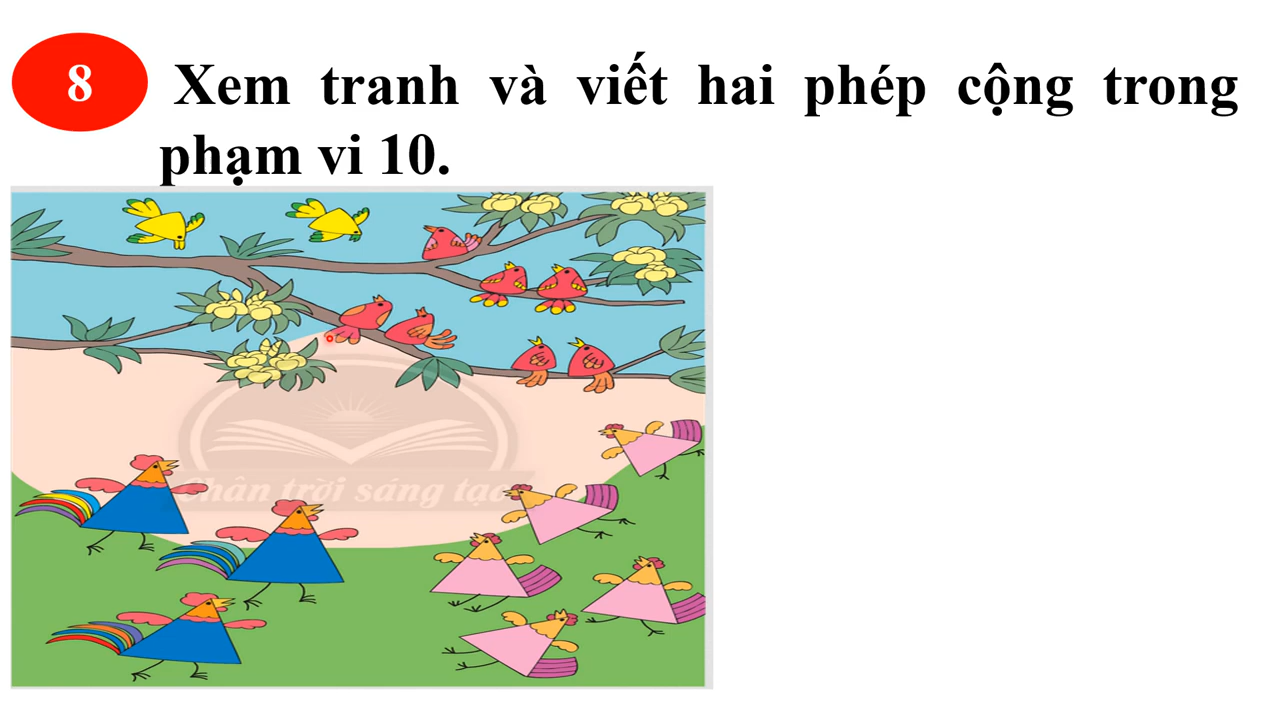 8
Xem tranh và viết hai phép cộng trong
phạm vi 10.
Chân trời sáng tạo